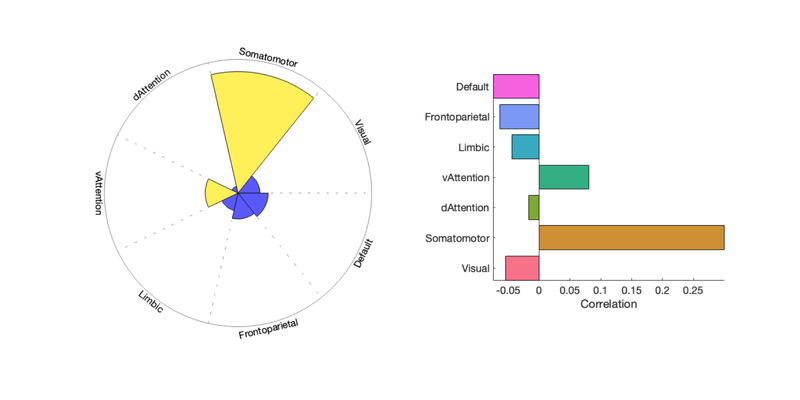 Somatomotor
dAttention
Visual
vAttention
Default
Limbic
Frontoparietal
Default
Frontoparietal
Limbic
vAttention
dAttention
Somatomotor
Visual
-0.05 0 0.05 0.1 0.15 0.2 0.25
Correlation